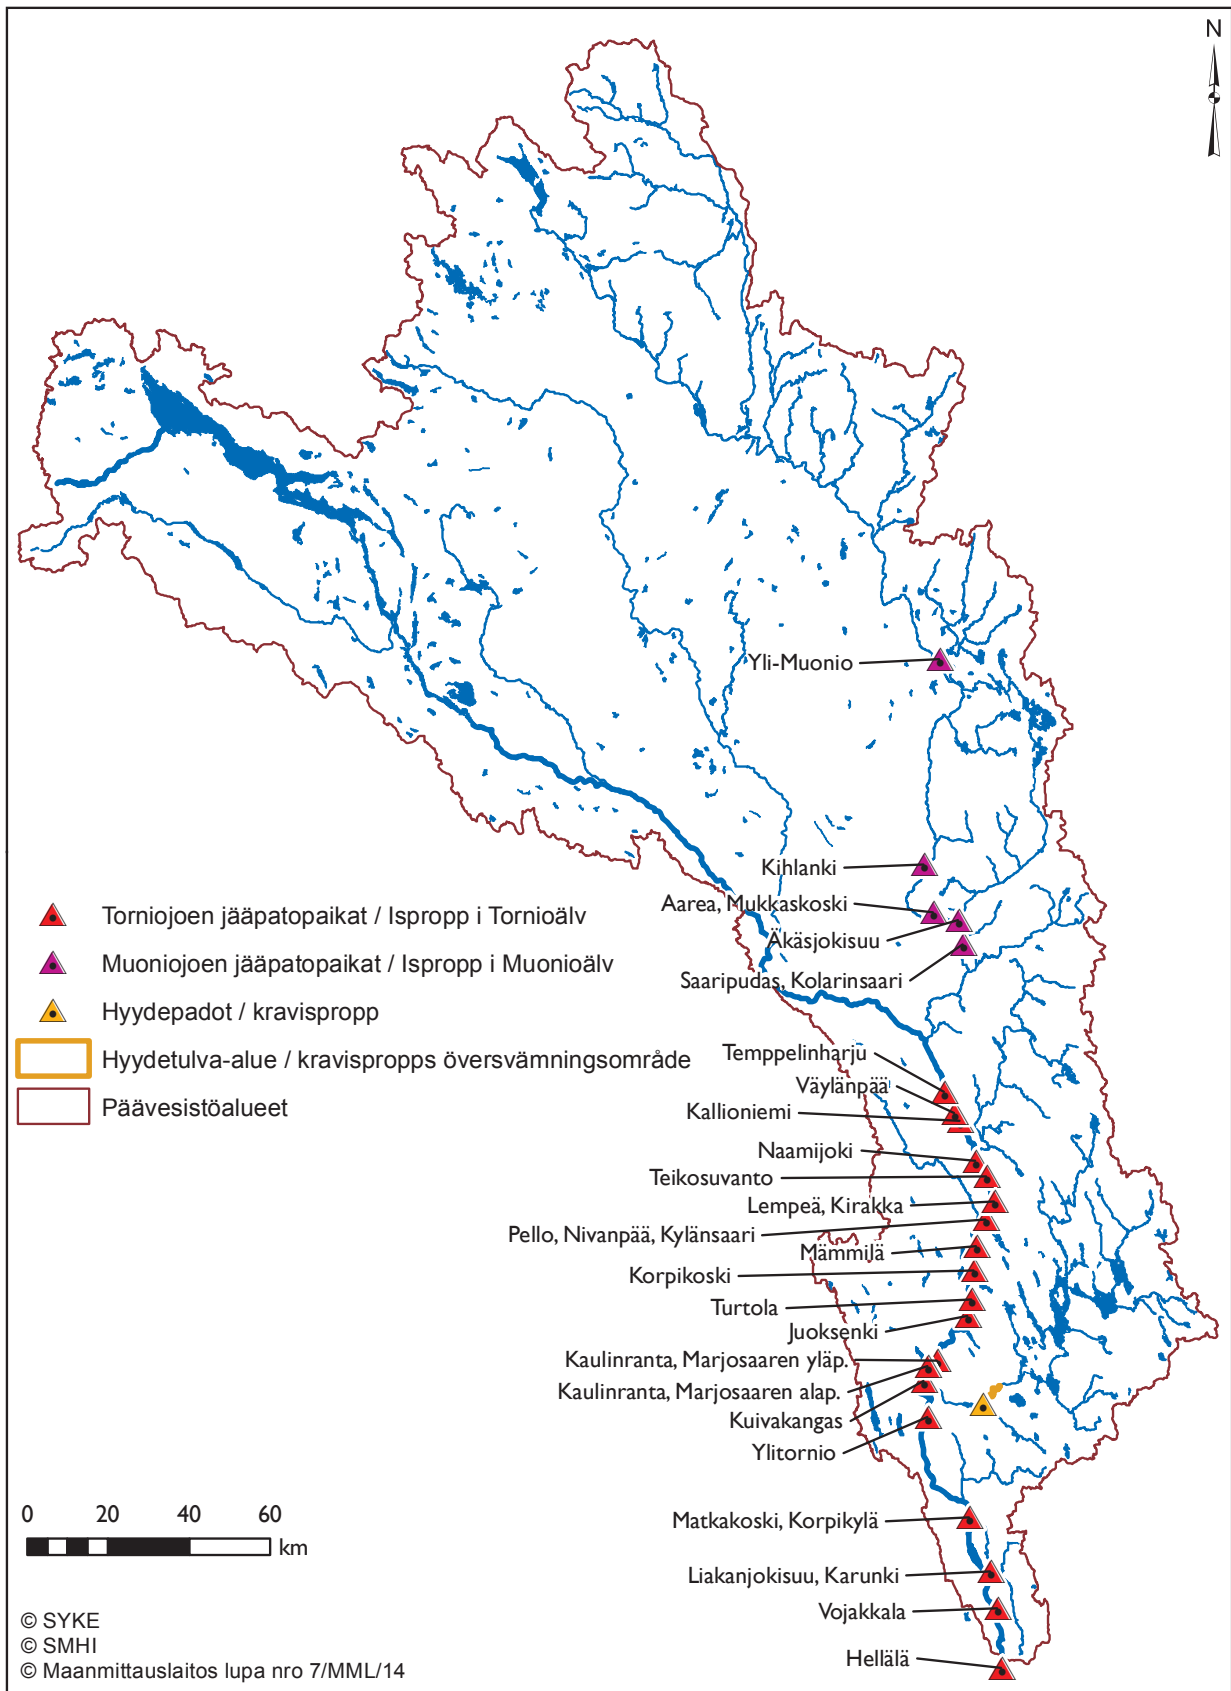 N
Yli-Muonio
Kihlanki
Aarea, Mukkaskoski
Äkäsjokisuu
Saaripudas, Kolarinsaari
Torniojoen jääpatopaikat / Ispropp i Tornioälv
Muoniojoen jääpatopaikat / Ispropp i Muonioälv
Hyydepadot / kravispropp
Hyydetulva-alue / kravispropps översvämningsområde
Päävesistöalueet
Temppelinharju
Väylänpää
Kallioniemi
Naamijoki
Teikosuvanto
Lempeä, Kirakka
Pello, Nivanpää, Kylänsaari
Mämmilä
Korpikoski
Turtola
Juoksenki
Kaulinranta, Marjosaaren yläp.
Kaulinranta, Marjosaaren alap.
Kuivakangas
Ylitornio
Matkakoski, Korpikylä
Liakanjokisuu, Karunki
Vojakkala
Hellälä
0 20 40 60
km
© SYKE
© SMHI
© Maanmittauslaitos lupa nro 7/MML/14